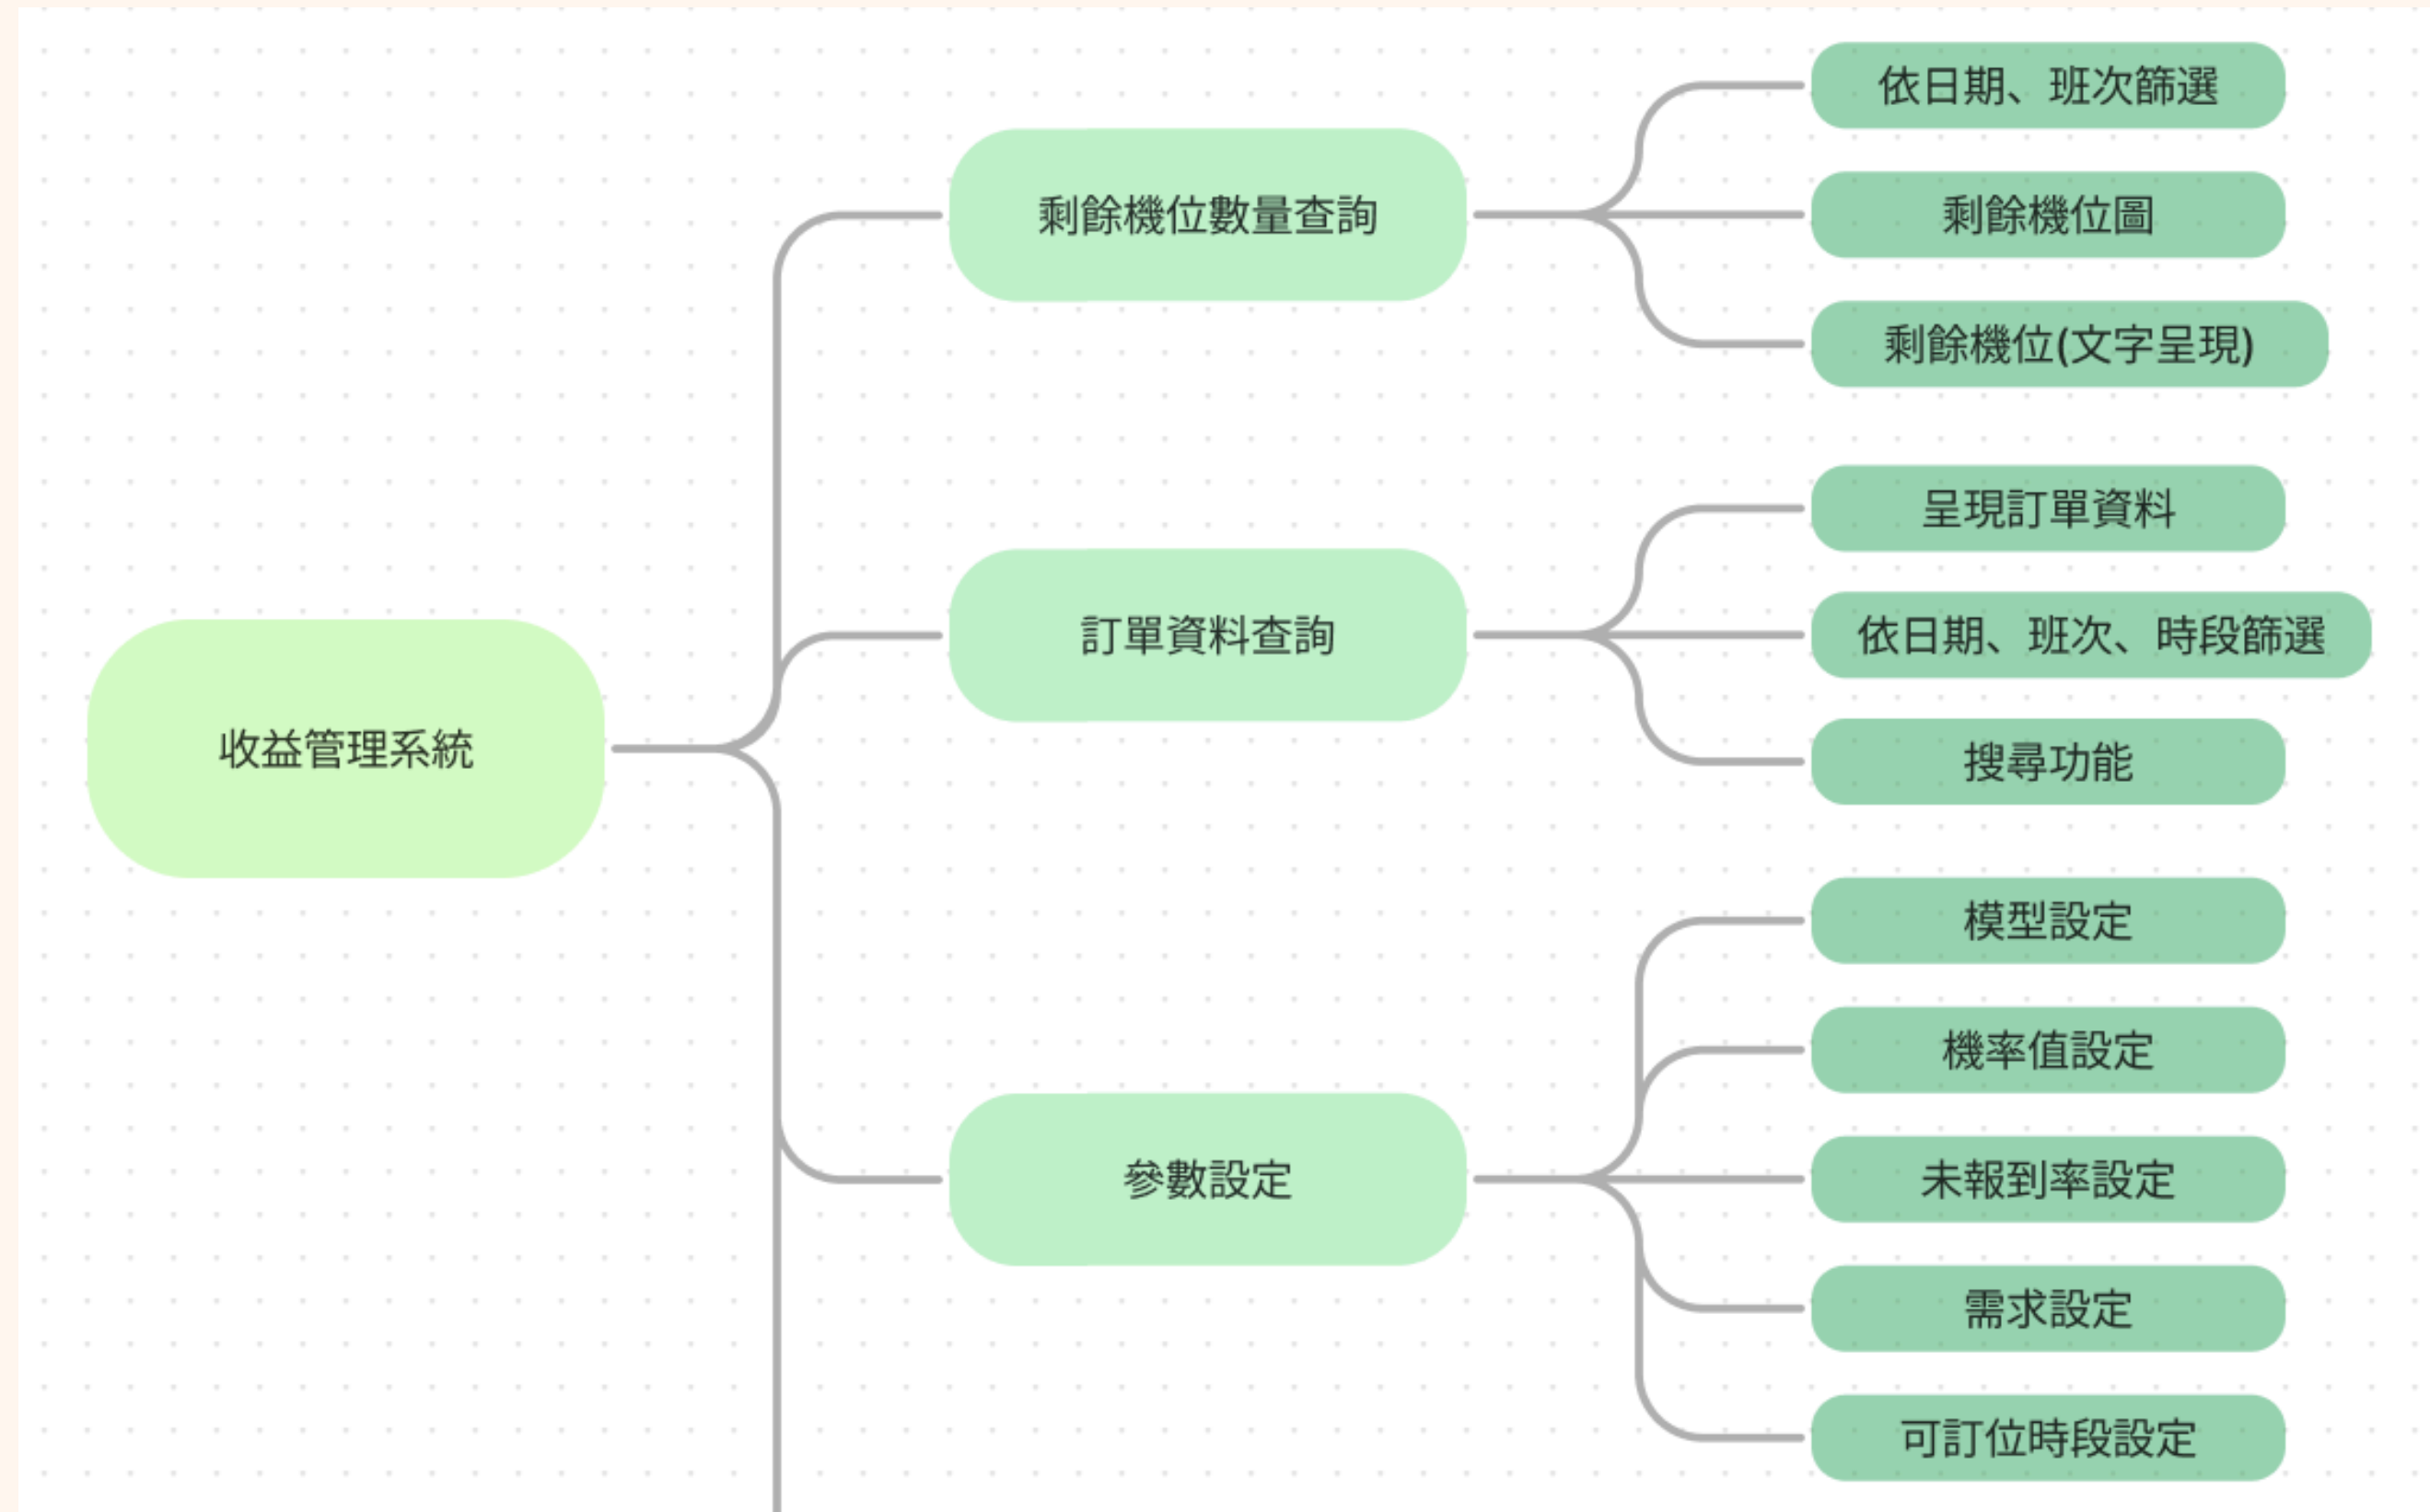 收益管理系統
剩餘機位數量查詢
依日期、班次篩選
剩餘機位圖
剩餘機位(文字呈現)
訂單資料查詢
呈現訂單資料
依日期、班次、時段篩選
搜尋功能
參數設定
模型設定
機率值設定
未報到率設定
需求設定
可訂位時段設定